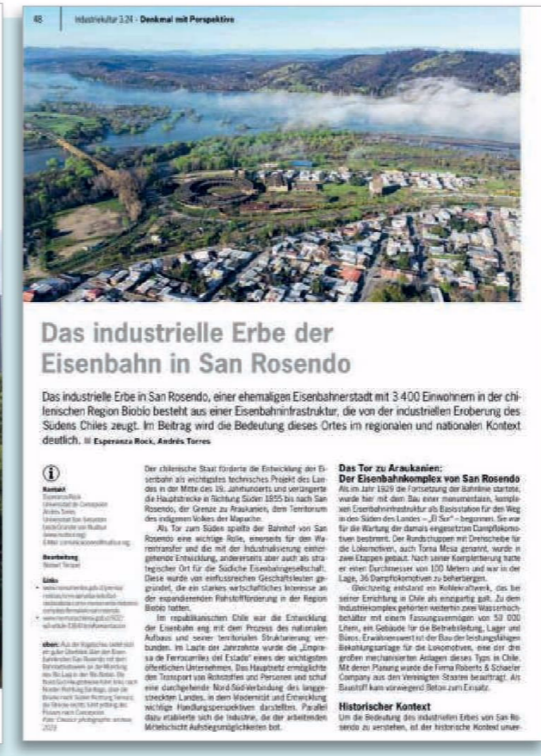 48
Industriekultur 3.24 - Denkmal mit Perspektive
Das industrielle Erbe der
Eisenbahn in San Rosendo
Das industrielle Erbe in San Rosendo, einer ehemaligen Eisenbahnerstadt mit 3 400 Einwohnern in der chi-
lenischen Region Biobío besteht aus einer Eisenbahninfrastruktur, die von der industriellen Eroberung des
Südens Chiles zeugt. Im Beitrag wird die Bedeutung dieses Ortes im regionalen und nationalen Kontext
deutlich. Esperanza Rock, Andrés Torres
Kontakt
Esperanza Rock
Universidad de Concepción
Andrés Torres
Universidad San Sebastián
Bearbeitung
Links
Der chilenische Staat förderte die Entwicklung der Ei-
senbahn als wichtigstes technisches Projekt des Lan-
des in der Mitte des 19. Jahrhunderts und verlängerte
die Hauptstrecke in Richtung Süden 1855 bis nach San
Rosendo, der Grenze zu Araukanien, dem Territorium
des indigenen Volkes der Mapuche.
Als Tor zum Süden spielte der Bahnhof von San
Rosendo eine wichtige Rolle, einerseits für den Wa-
rentransfer und die mit der Industrialisierung einher-
gehende Entwicklung, andererseits aber auch als stra-
tegischer Ort für die Südliche Eisenbahngesellschaft.
Diese wurde von einflussreichen Geschäftsleuten ge-
gründet, die ein starkes wirtschaftliches Interesse an
der expandierenden Rohstoffförderung in der Region
Biobío hatten.
Im republikanischen Chile war die Entwicklung
der Eisenbahn eng mit dem Prozess des nationalen
Aufbaus und seiner territorialen Strukturierung ver-
bunden. Im Laufe der Jahrzehnte wurde die „Empre-
sa de Ferrocarriles del Estado" eines der wichtigsten
öffentlichen Unternehmen. Das Hauptnetz ermöglichte
den Transport von Rohstoffen und Personen und schuf
eine durchgehende Nord-Süd-Verbindung des lang-
gestreckten Landes, in dem Modernität und Entwicklung
wichtige Handlungsperspektiven darstellten. Parallel
dazu etablierte sich die Industrie, die der arbeitenden
Mittelschicht Aufstiegsmöglichkeiten bot.
Das Tor zu Araukanien:
Der Eisenbahnkomplex von San Rosendo
Als im Jahr 1929 die Fortsetzung der Bahnlinie startete,
wurde hier mit dem Bau einer monumentalen, komple-
xen Eisenbahninfrastruktur als Basisstation für den Weg
in den Süden des Landes – „El Sur" – begonnen. Sie war
für die Wartung der damals eingesetzten Dampflokomo-
tiven bestimmt. Der Rundschuppen mit Drehscheibe für
die Lokomotiven, auch Torna Mesa genannt, wurde in
zwei Etappen gebaut. Nach seiner Komplettierung hatte
er einen Durchmesser von 100 Metern und war in der
Lage, 36 Dampflokomotiven zu beherbergen.
Gleichzeitig entstand ein Kohlekraftwerk, das bei
seiner Errichtung in Chile als einzigartig galt. Zu dem
Industriekomplex gehörten weiterhin zwei Wasserhoch-
behälter mit einem Fassungsvermögen von 50 000
Litern, ein Gebäude für die Betriebsleitung, Lager und
Büros. Erwähnenswert ist der Bau der leistungsfähigen
Bekohlungsanlage für die Lokomotiven, eine der drei
größten mechanisierten Anlagen dieses Typs in Chile.
Mit deren Planung wurde die Firma Roberts & Schaefer
Company aus den Vereinigten Staaten beauftragt. Als
Baustoff kam vorwiegend Beton zum Einsatz.
Historischer Kontext
Um die Bedeutung des industriellen Erbes von San Ro-
sendo zu verstehen, ist der historische Kontext unver-